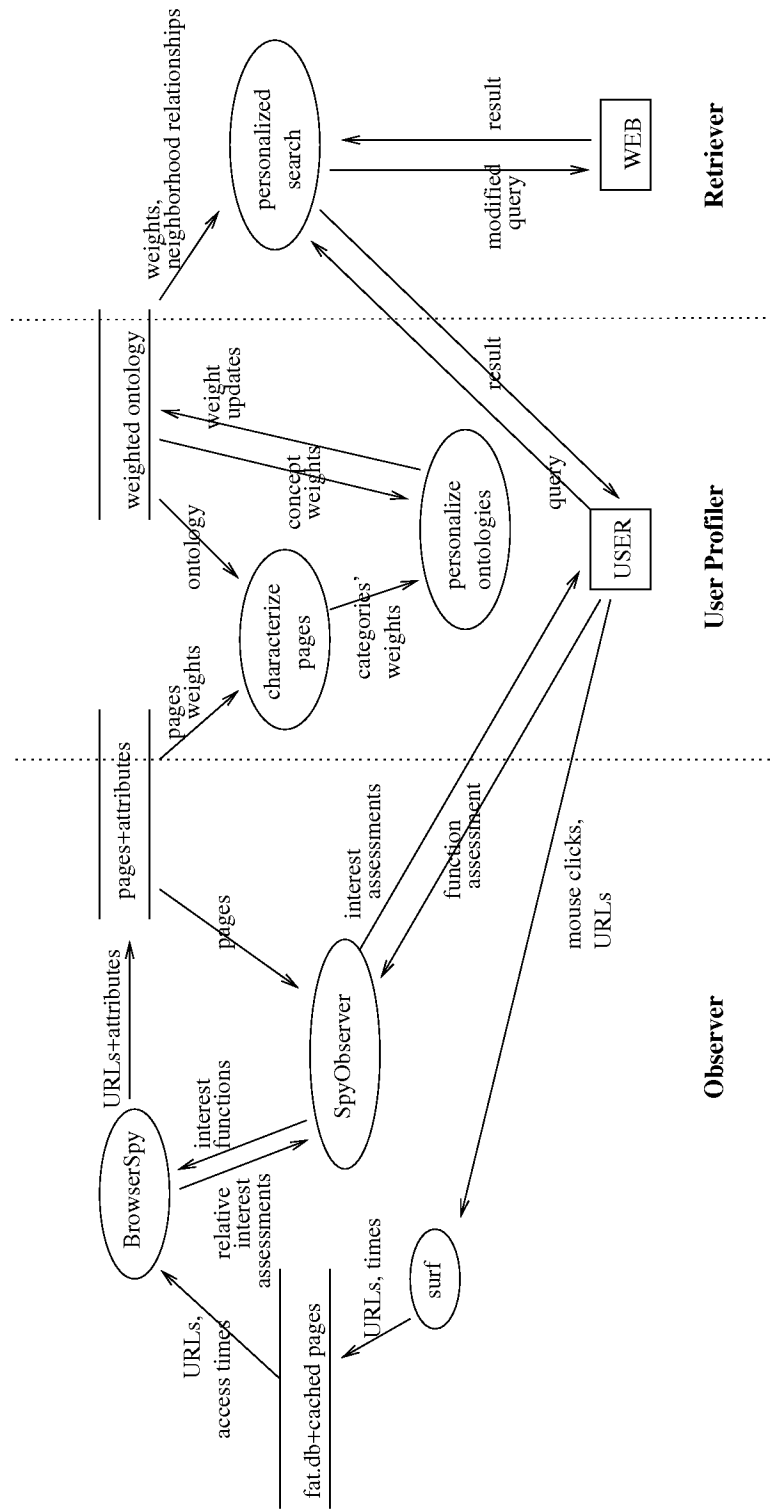 URLs+attributes
BrowserSpy
pages+attributes
weighted ontology
weights,
neighborhood relationships
URLs,
access times
relative
interest
assessments
interest
functions
pages
pages
weights
ontology
characterize
pages
concept
weights
weight
updates
personalized
search
fat.db+cached pages
URLs, times
SpyObserver
interest
assessments
categories'
weights
personalize
ontologies
surf
function
assessment
query
result
modified
query
result
mouse clicks,
URLs
USER
WEB
Observer
User Profiler
Retriever